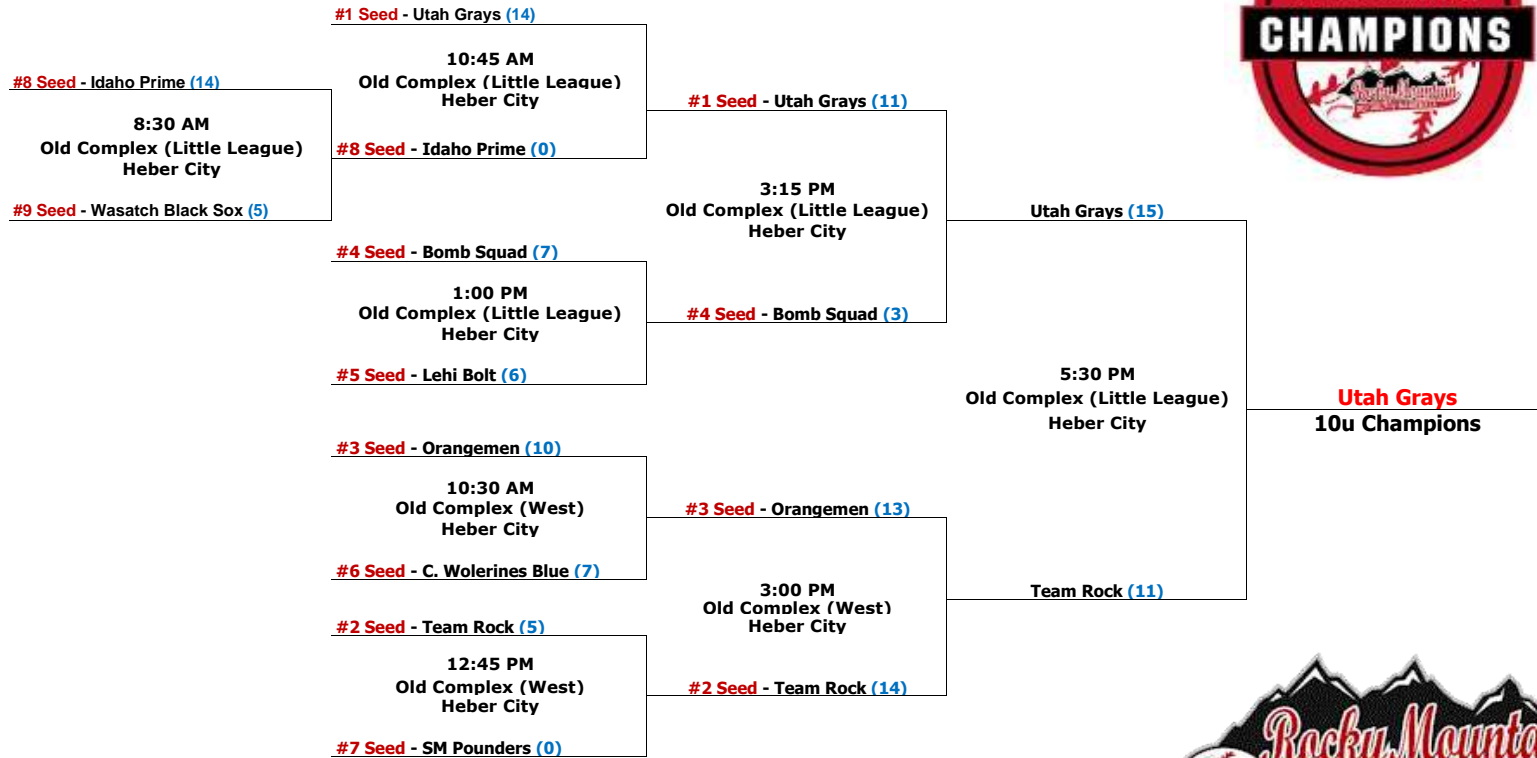 #1 Seed - Utah Grays (14)
10:45 AM
Old Complex (Little League)
Heber City
#8 Seed - Idaho Prime (14)
8:30 AM
Old Complex (Little League)
Heber City
#9 Seed - Wasatch Black Sox (5)
#8 Seed - Idaho Prime (0)
#1 Seed - Utah Grays (11)
3:15 PM
Old Complex (Little League)
Heber City
#4 Seed - Bomb Squad (7)
1:00 PM
Old Complex (Little League)
Heber City
#5 Seed - Lehi Bolt (6)
#4 Seed - Bomb Squad (3)
Utah Grays (15)
5:30 PM
Old Complex (Little League)
Heber City
Utah Grays
10u Champions
#3 Seed - Orangemen (10)
10:30 AM
Old Complex (West)
Heber City
#6 Seed - C. Wolerines Blue (7)
#3 Seed - Orangemen (13)
3:00 PM
Old Complex (West)
Heber City
Team Rock (11)
#2 Seed - Team Rock (5)
12:45 PM
Old Complex (West)
Heber City
#7 Seed - SM Pounders (0)
#2 Seed - Team Rock (14)
CHAMPIONS
Rocky Mountain
Rocky Mounta